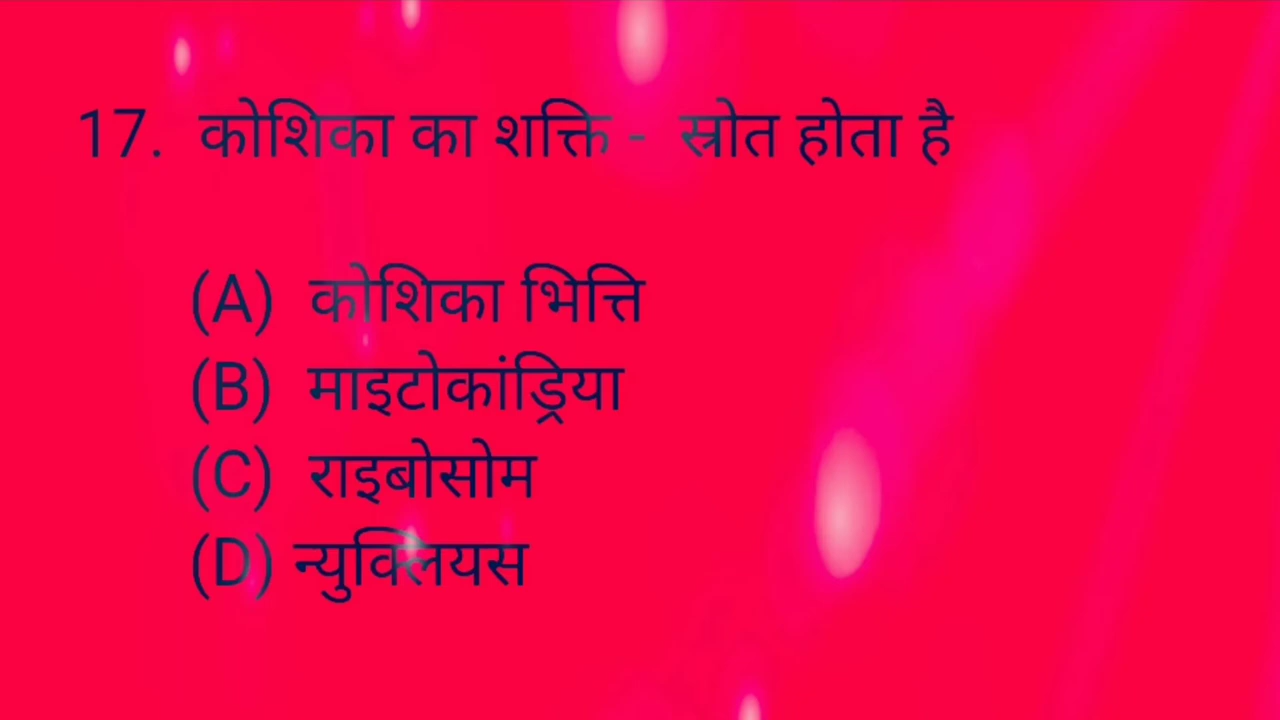 17. कोशिका का शक्ति - स्रोत होता है
(A) कोशिका भित्ति
(B) माइटोकांड्रिया
(C) राइबोसोम
(D) न्युक्लियस